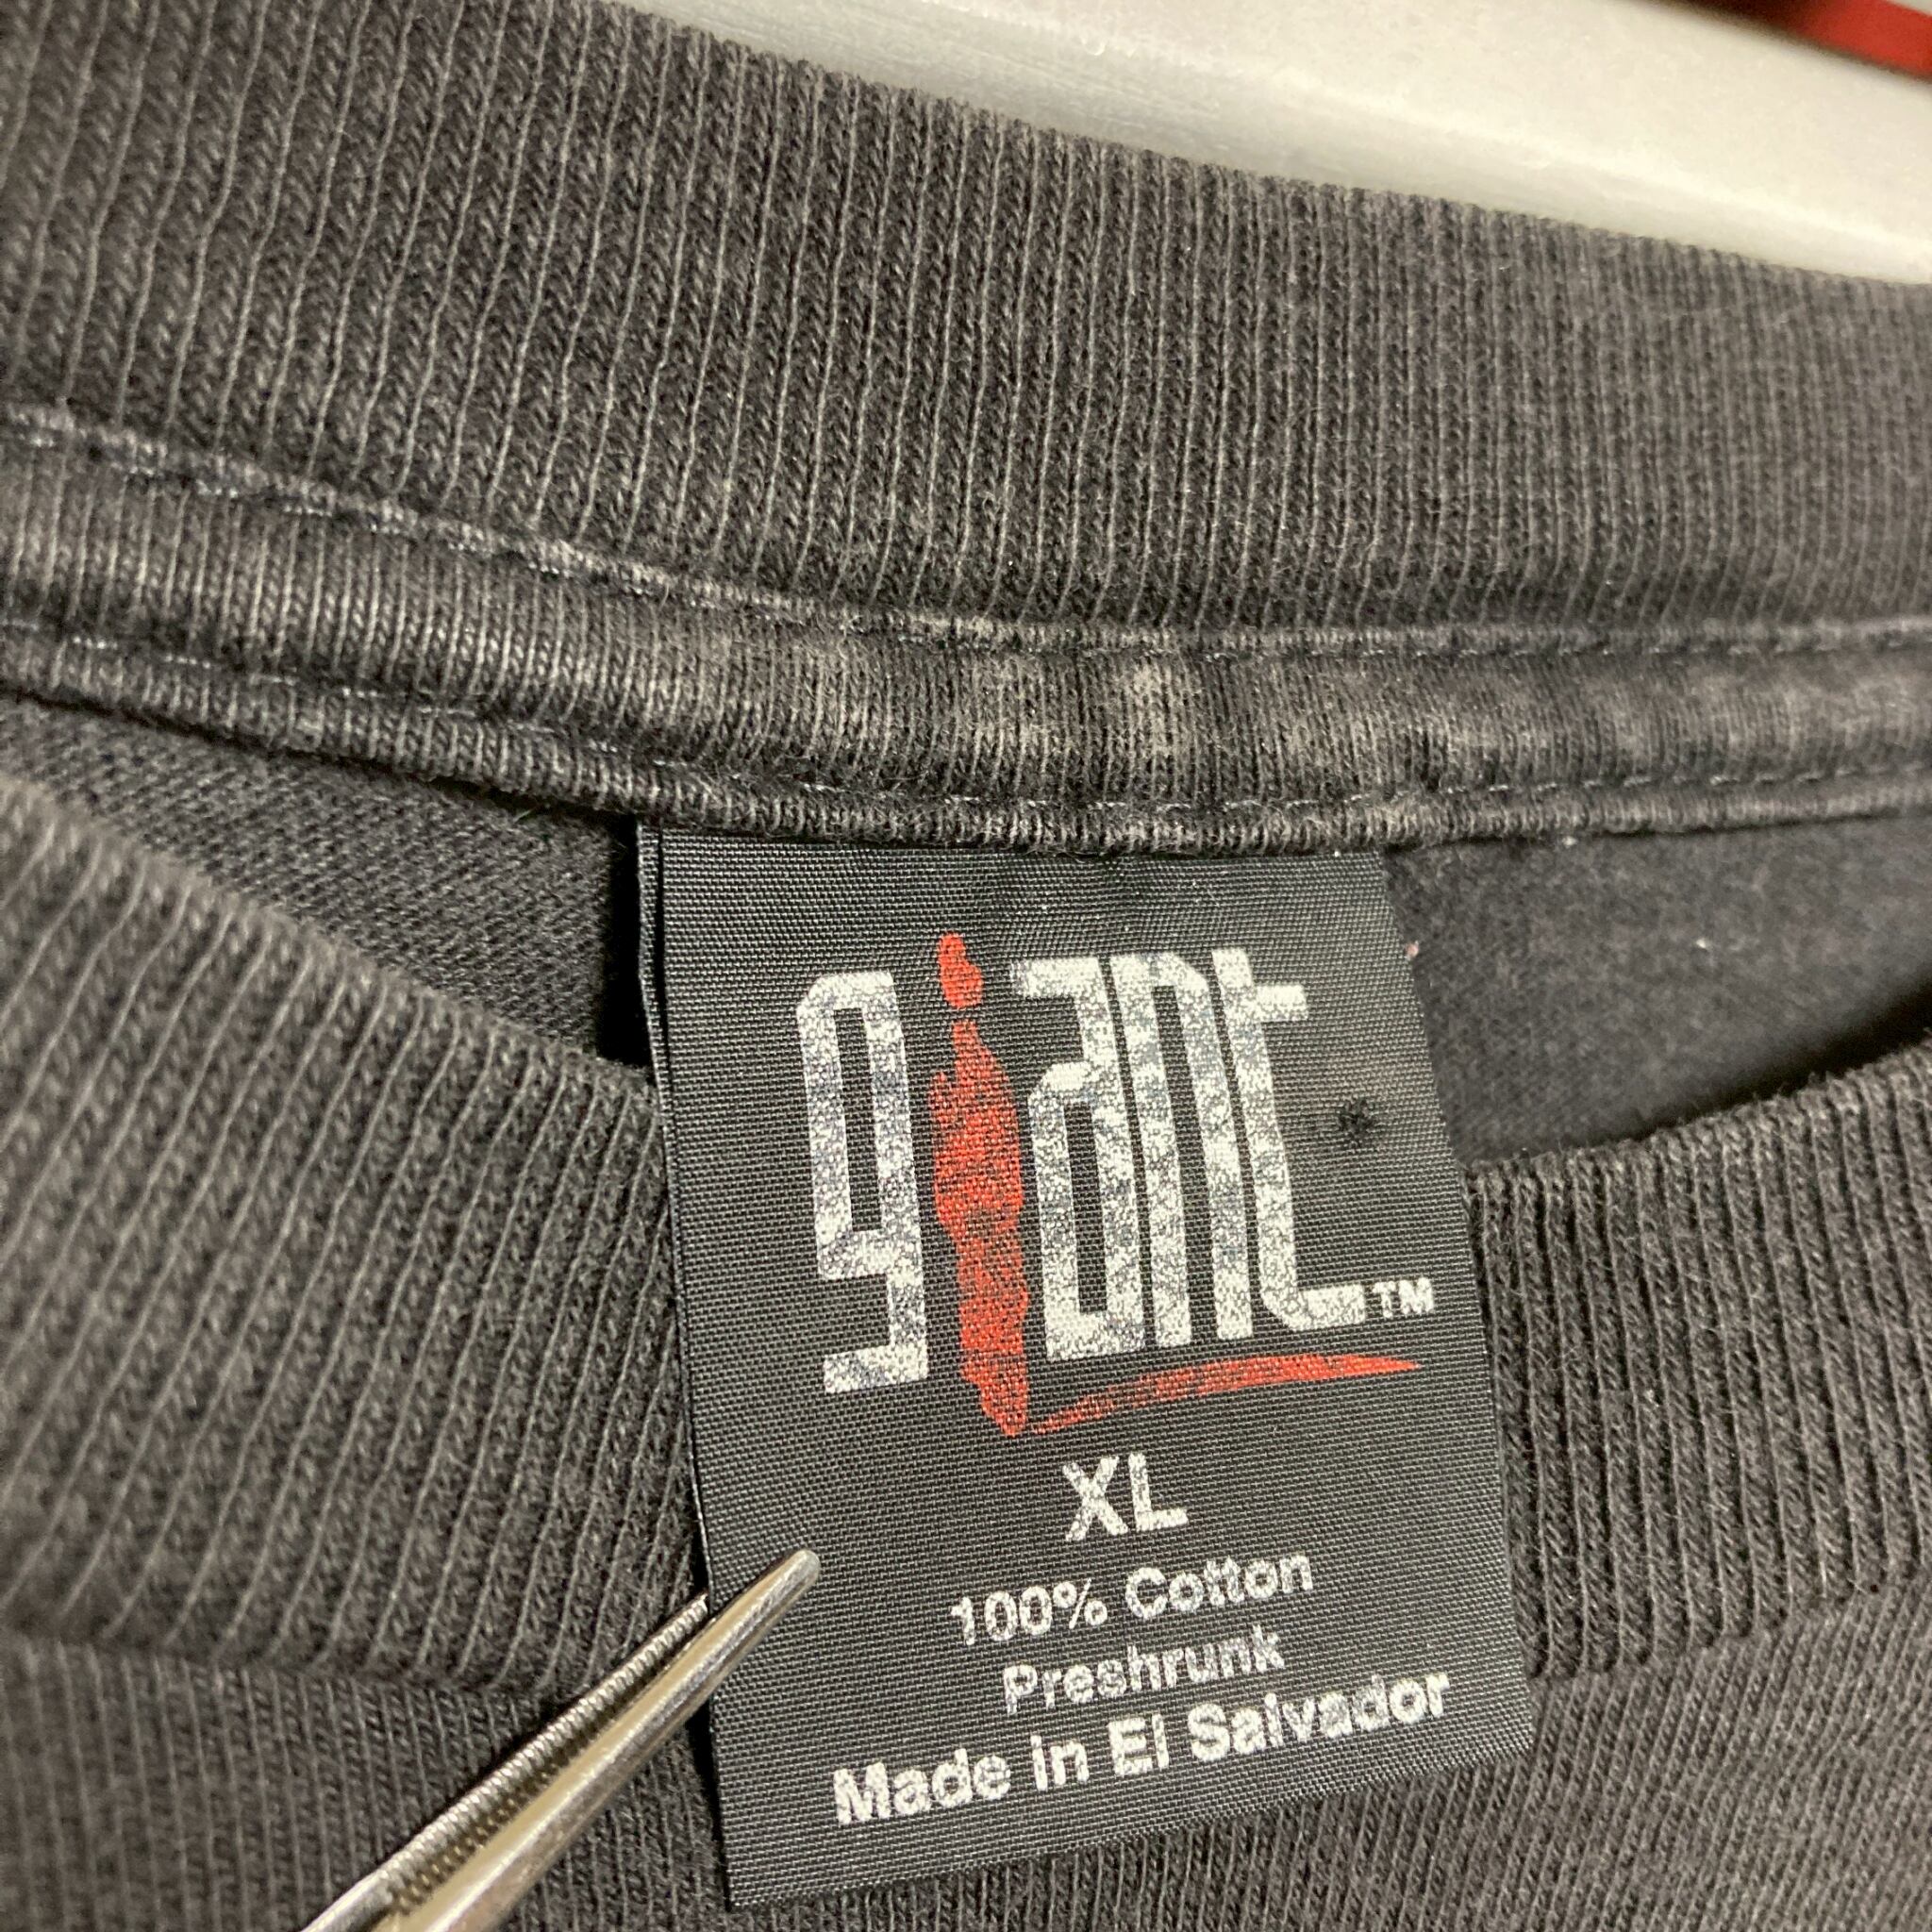 giant™
XL
100% Cotton
Preshrunk
Made in El Salvador